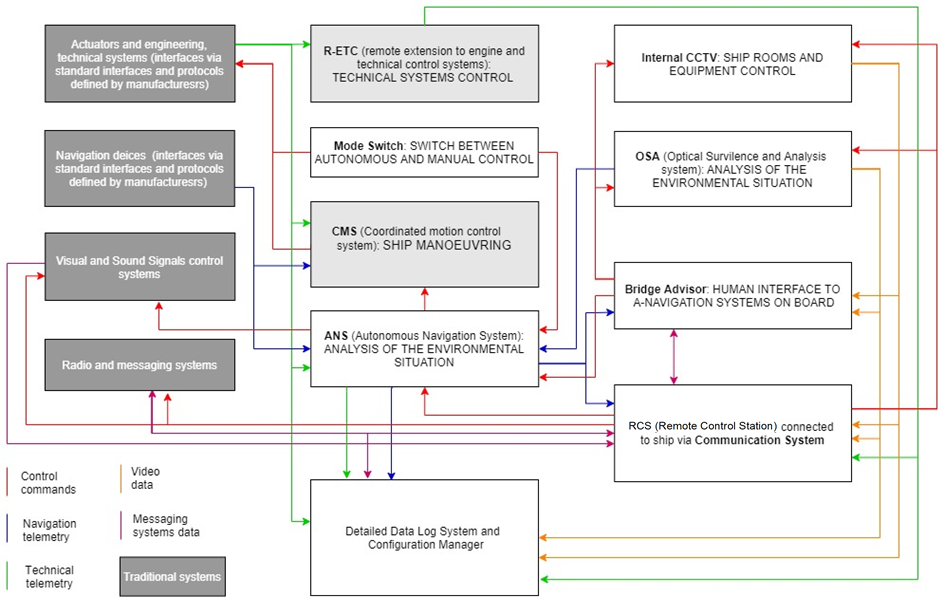 Actuators and engineering,
technical systems (interfaces via
standard interfaces and protocols
defined by manufacturesrs)
R-ETC (remote extension to engine and
technical control systems):
TECHNICAL SYSTEMS CONTROL
Internal CCTV: SHIP ROOMS AND
EQUIPMENT CONTROL
Mode Switch: SWITCH BETWEEN
AUTONOMOUS AND MANUAL CONTROL
Navigation deices (interfaces via
standard interfaces and protocols
defined by manufacturesrs)
OSA (Optical Survilence and Analysis
system): ANALYSIS OF THE
ENVIRONMENTAL SITUATION
CMS (Coordinated motion control
system): SHIP MANOEUVRING
Visual and Sound Signals control
systems
Bridge Advisor: HUMAN INTERFACE TO
A-NAVIGATION SYSTEMS ON BOARD
ANS (Autonomous Navigation System):
ANALYSIS OF THE ENVIRONMENTAL
SITUATION
Radio and messaging systems
RCS (Remote Control Station) connected
to ship via Communication System
Detailed Data Log System and
Configuration Manager
Control
commands
Video
data
Navigation
telemetry
Messaging
systems data
Technical
telemetry
Traditional systems